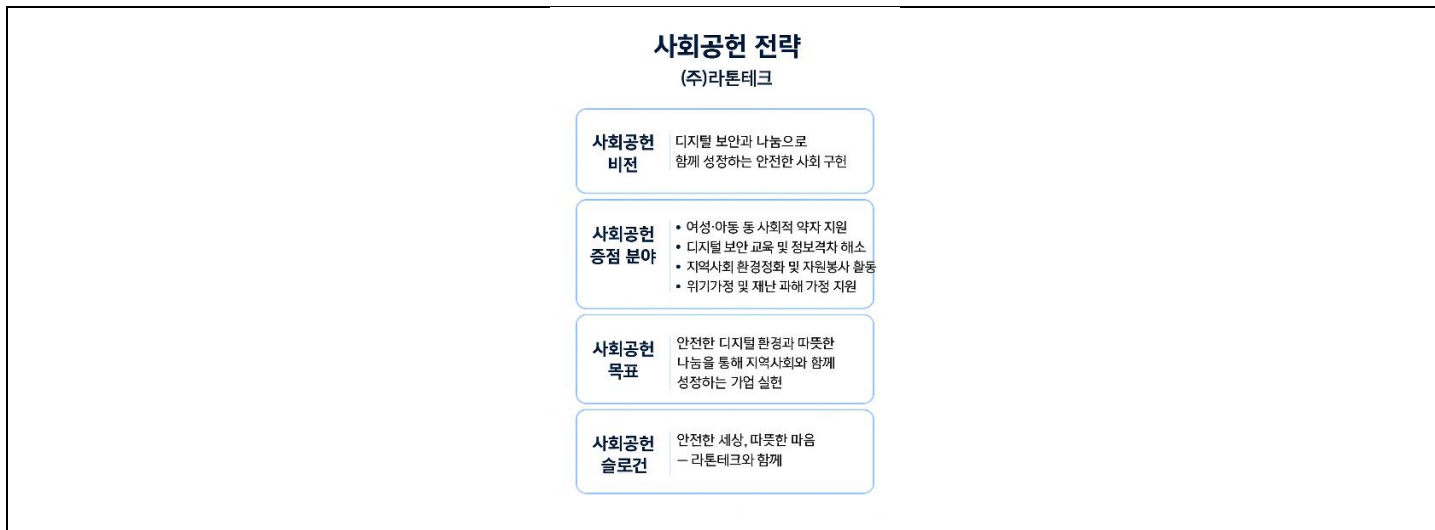 사회공헌 전략
(주)라톤테크
사회공헌
비전
디지털 보안과 나눔으로
함께 성장하는 안전한 사회 구헌
사회공헌
증점 분야
• 여성·아동 동 사회적 약자 지원
• 디지털 보안 교육 및 정보격차 해소
• 지역사회 환경정화 및 자원봉사 활동
• 위기가정 및 재난 과해 가정 지원
사회공헌
목표
안전한 디지털 환경과 따뜻한
나눔을 통해 지역사회와 함께
성장하는 가업 실현
사회공헌
슬로건
안전한 세상, 따뜻한 마음
– 라톤테크와 함께